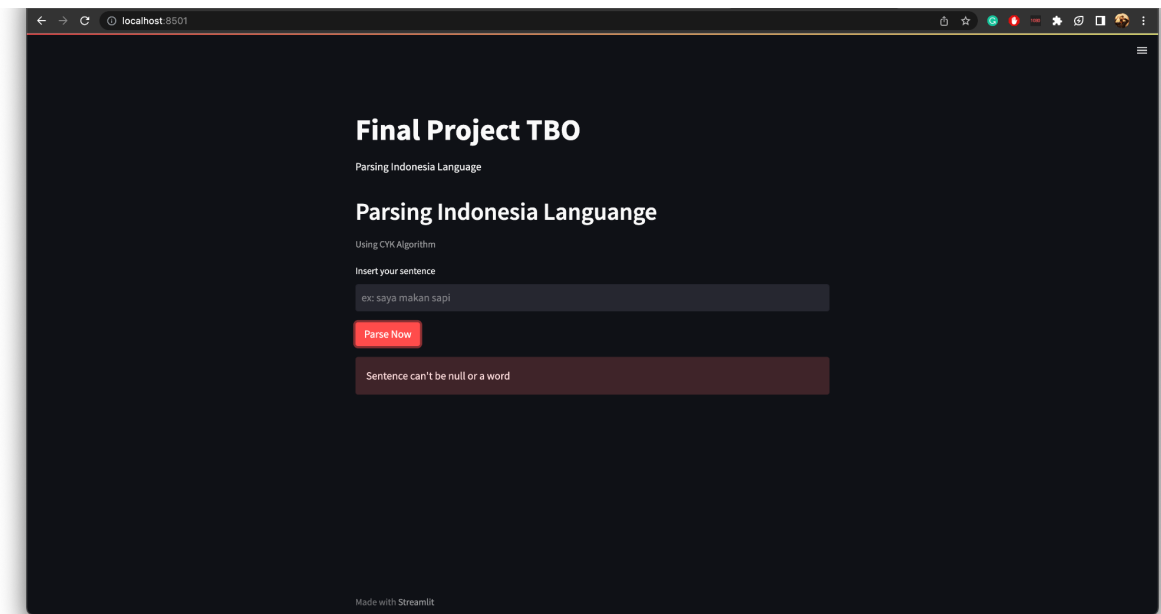 localhost:8501
Final Project TBO
Parsing Indonesia Language
Parsing Indonesia Languange
Using CYK Algorithm
Insert your sentence
ex: saya makan sapi
Parse Now
Sentence can't be null or a word
Made with Streamlit